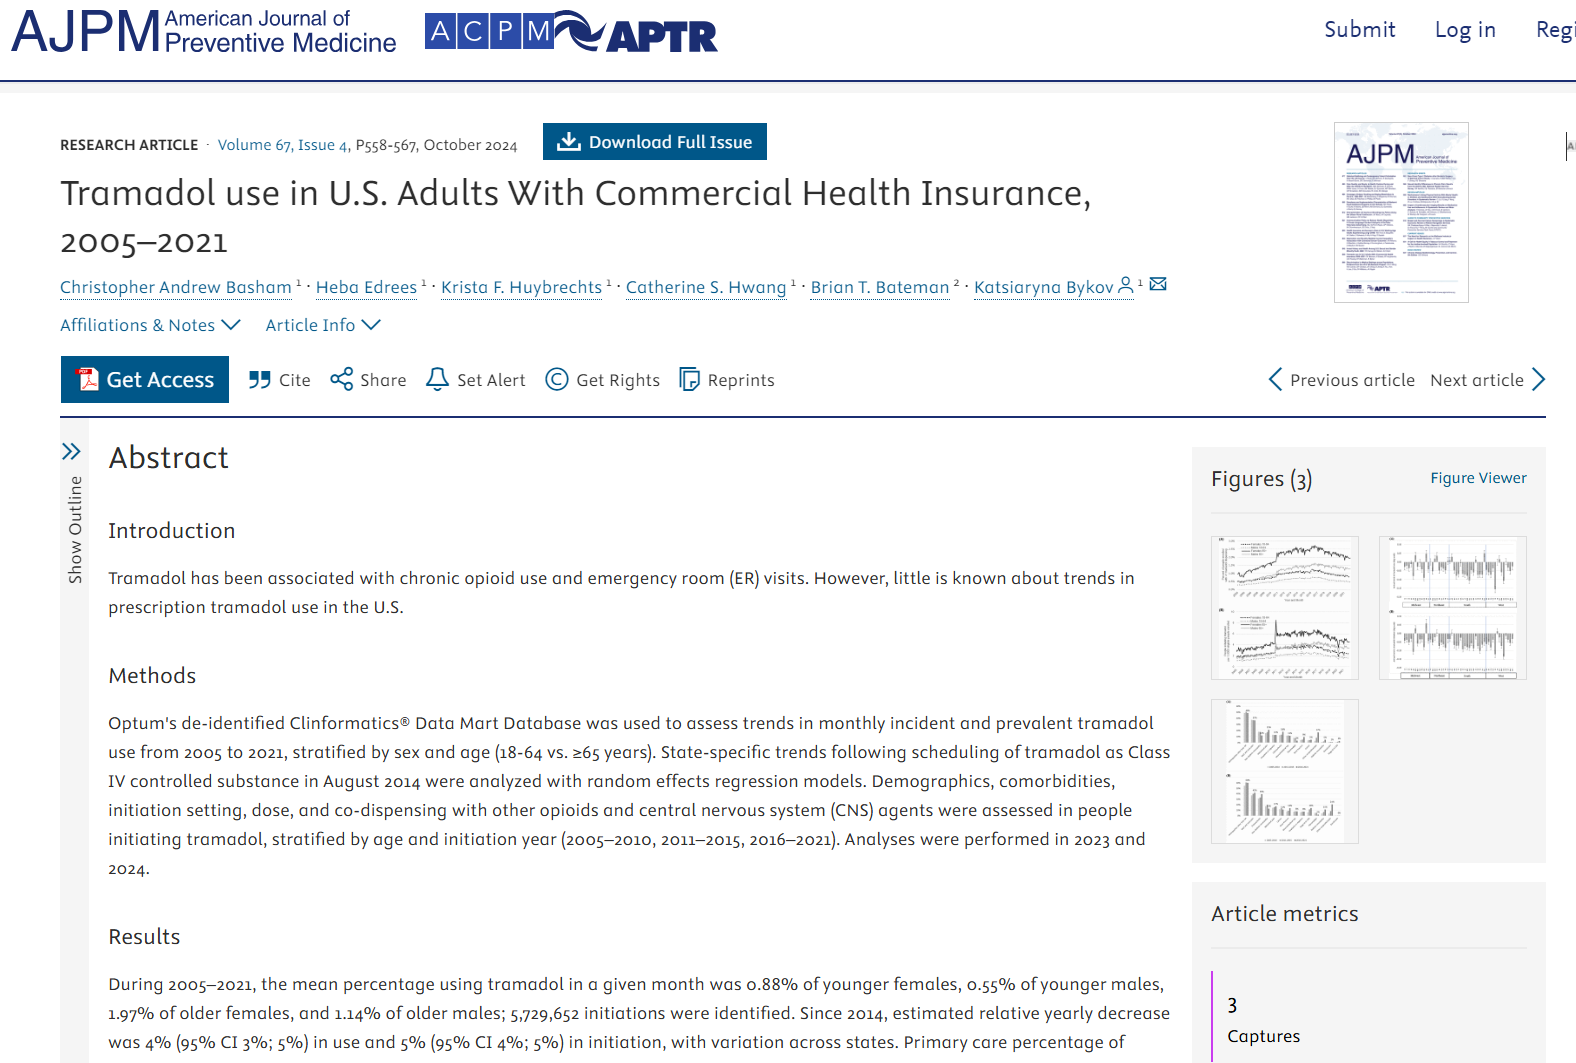 AJPM American Journal of Preventive Medicine
ACPM APTR
Submit Log in Regi
RESEARCH ARTICLE · Volume 67, Issue 4, P558-567, October 2024
Download Full Issue
Tramadol use in U.S. Adults With Commercial Health Insurance,
2005–2021
Christopher Andrew Basham 1 · Heba Edrees 1 · Krista F. Huybrechts 1 · Catherine S. Hwang 1 · Brian T. Bateman 2 · Katsiaryna Bykov 1
Affiliations & Notes Article Info
AJPM American Journal of Preventive Medicine
Get Access Cite Share Set Alert Get Rights Reprints
Previous article Next article
Show Outline
Abstract
Introduction
Tramadol has been associated with chronic opioid use and emergency room (ER) visits. However, little is known about trends in
prescription tramadol use in the U.S.
Methods
Optum's de-identified Clinformatics® Data Mart Database was used to assess trends in monthly incident and prevalent tramadol
use from 2005 to 2021, stratified by sex and age (18-64 vs. ≥65 years). State-specific trends following scheduling of tramadol as Class
IV controlled substance in August 2014 were analyzed with random effects regression models. Demographics, comorbidities,
initiation setting, dose, and co-dispensing with other opioids and central nervous system (CNS) agents were assessed in people
initiating tramadol, stratified by age and initiation year (2005–2010, 2011–2015, 2016–2021). Analyses were performed in 2023 and
2024.
Results
During 2005–2021, the mean percentage using tramadol in a given month was 0.88% of younger females, 0.55% of younger males,
1.97% of older females, and 1.14% of older males; 5,729,652 initiations were identified. Since 2014, estimated relative yearly decrease
was 4% (95% CI 3%; 5%) in use and 5% (95% CI 4%; 5%) in initiation, with variation across states. Primary care percentage of
Figures (3)
Figure Viewer
Article metrics
3
Captures